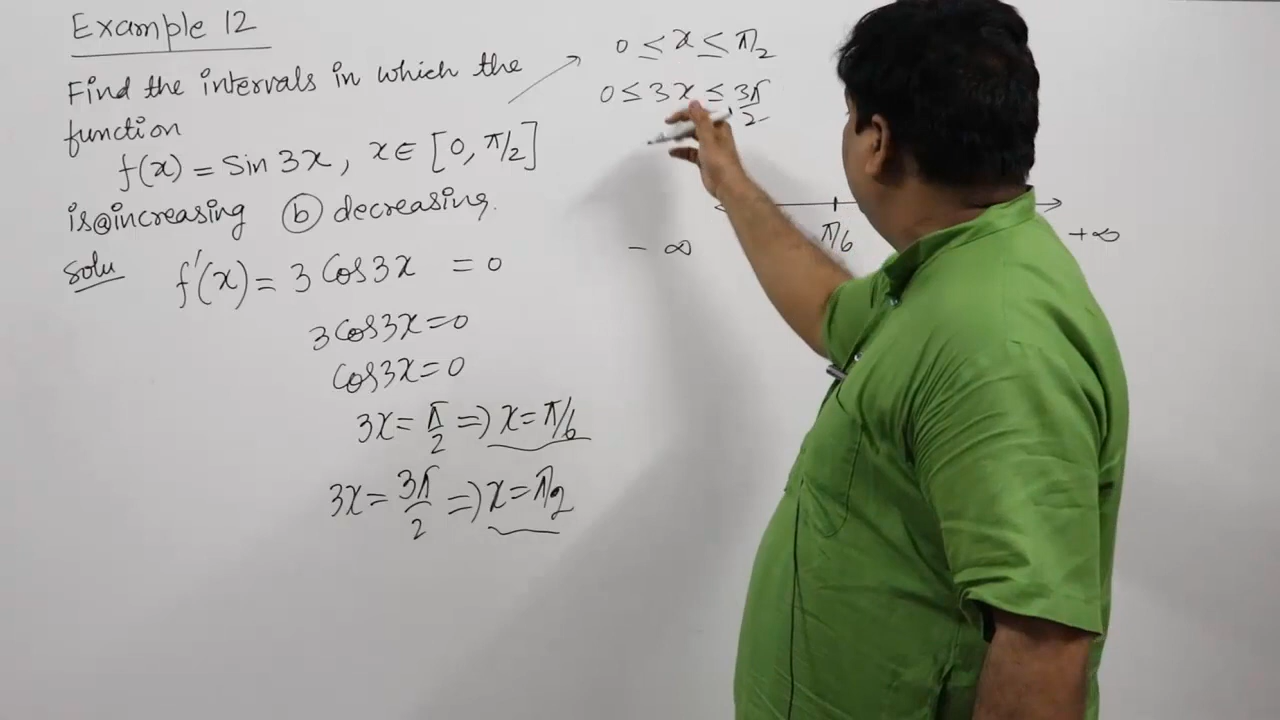 Example 12
Find the intervals in which the
function
f(x) = Sin 3x, x ∈ [0, π/2]
is ⓐ increasing ⓑ decreasing.
Solu f'(x) = 3 Cos 3x = 0
3 Cos 3x = 0
Cos 3x = 0
3x = π/2 ⇒ x = π/6
3x = 3π/2 ⇒ x = π/2
0 ≤ x ≤ π/2
0 ≤ 3x ≤ 3π/2
π/6
- ∞ +∞